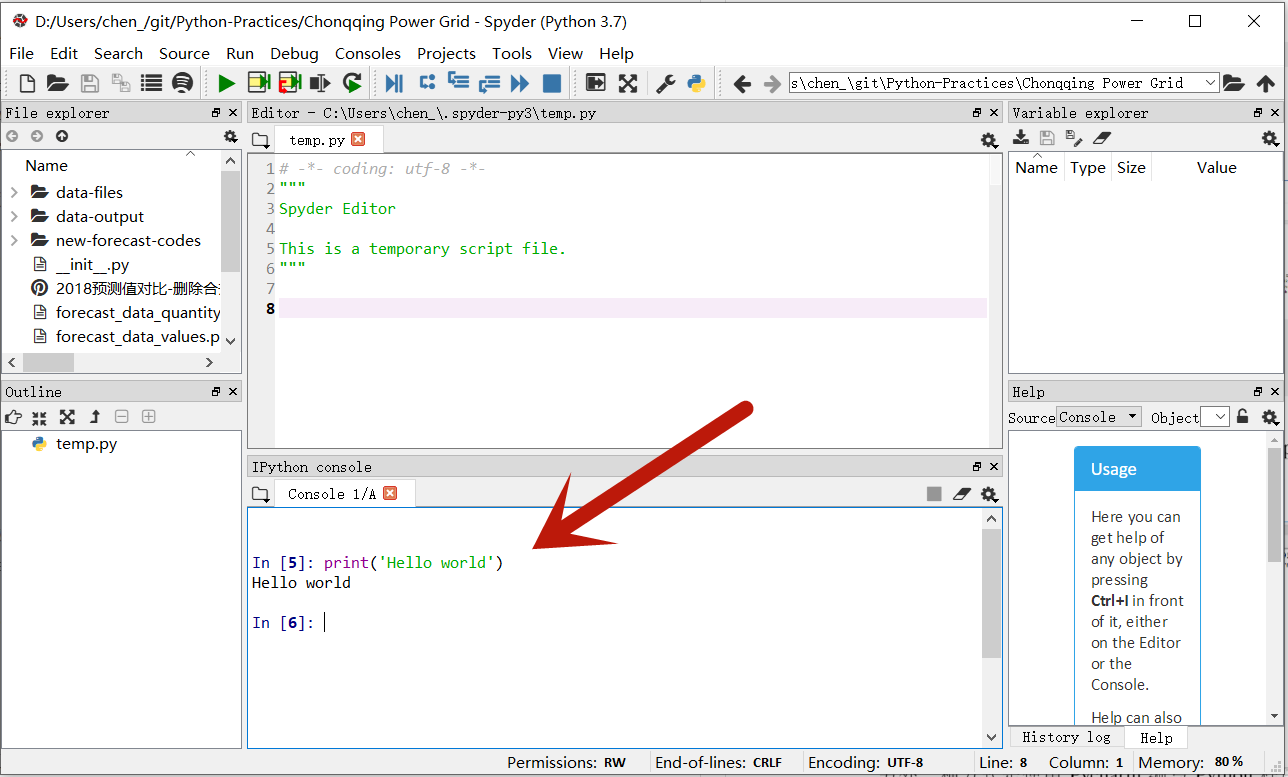 D:/Users/chen_/git/Python-Practices/Chonqqing Power Grid - Spyder (Python 3.7)
File Edit Search Source Run Debug Consoles Projects Tools View Help
s\chen_\git\Python-Practices\Chonqqing Power Grid
File explorer
Name
data-files
data-output
new-forecast-codes
__init__.py
2018预测值对比-删除合
forecast_data_quantity
forecast_data_values.p
Outline
temp.py
Editor - C:\Users\chen_\.spyder-py3\temp.py
temp.py
1 # -*- coding: utf-8 -*-
2 """
3 Spyder Editor
4
5 This is a temporary script file.
6 """
7
8
IPython console
Console 1/A
In [5]: print('Hello world')
Hello world
In [6]:
Variable explorer
Name Type Size Value
Help
Source Console Object
Usage
Here you can
get help of
any object by
pressing
Ctrl+I in front
of it, either
on the Editor
or the
Console.
Help can also
History log Help
Permissions: RW End-of-lines: CRLF Encoding: UTF-8 Line: 8 Column: 1 Memory: 80 %